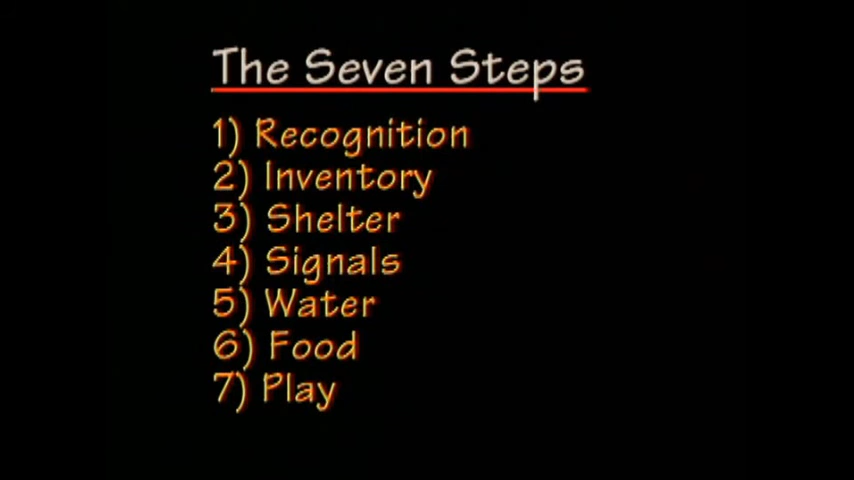 The Seven Steps
1) Recognition
2) Inventory
3) Shelter
4) Signals
5) Water
6) Food
7) Play